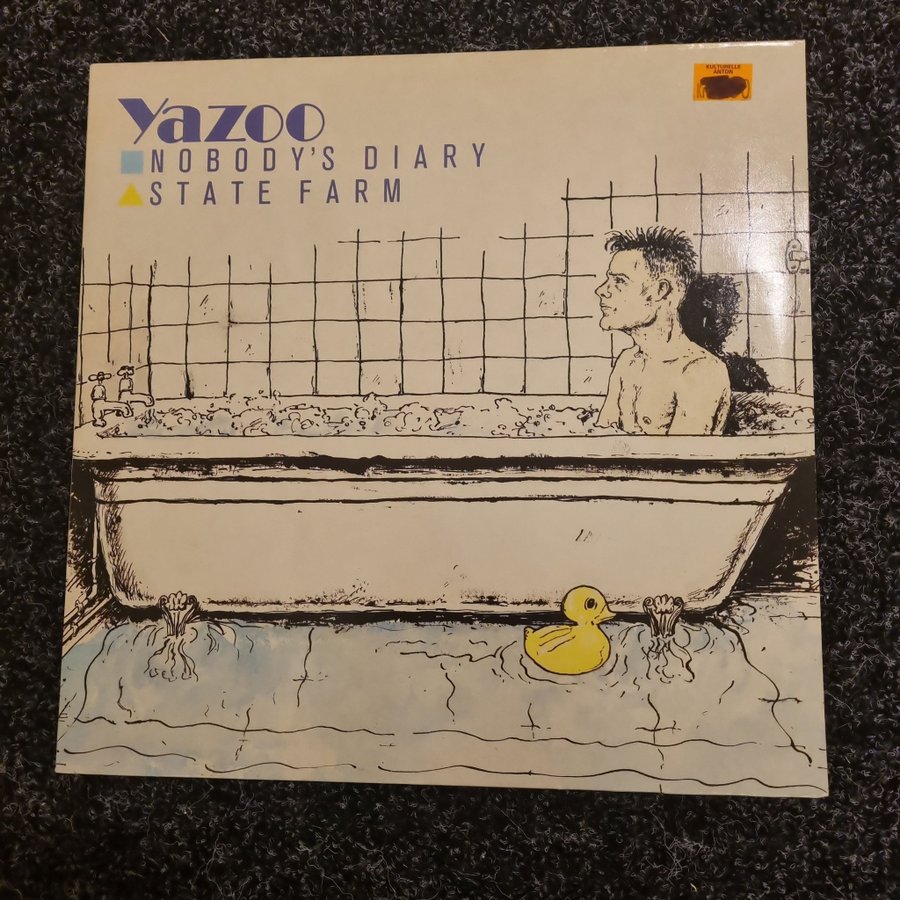 Yazoo
NOBODY'S DIARY
STATE FARM
KULTURELLE
ANTON